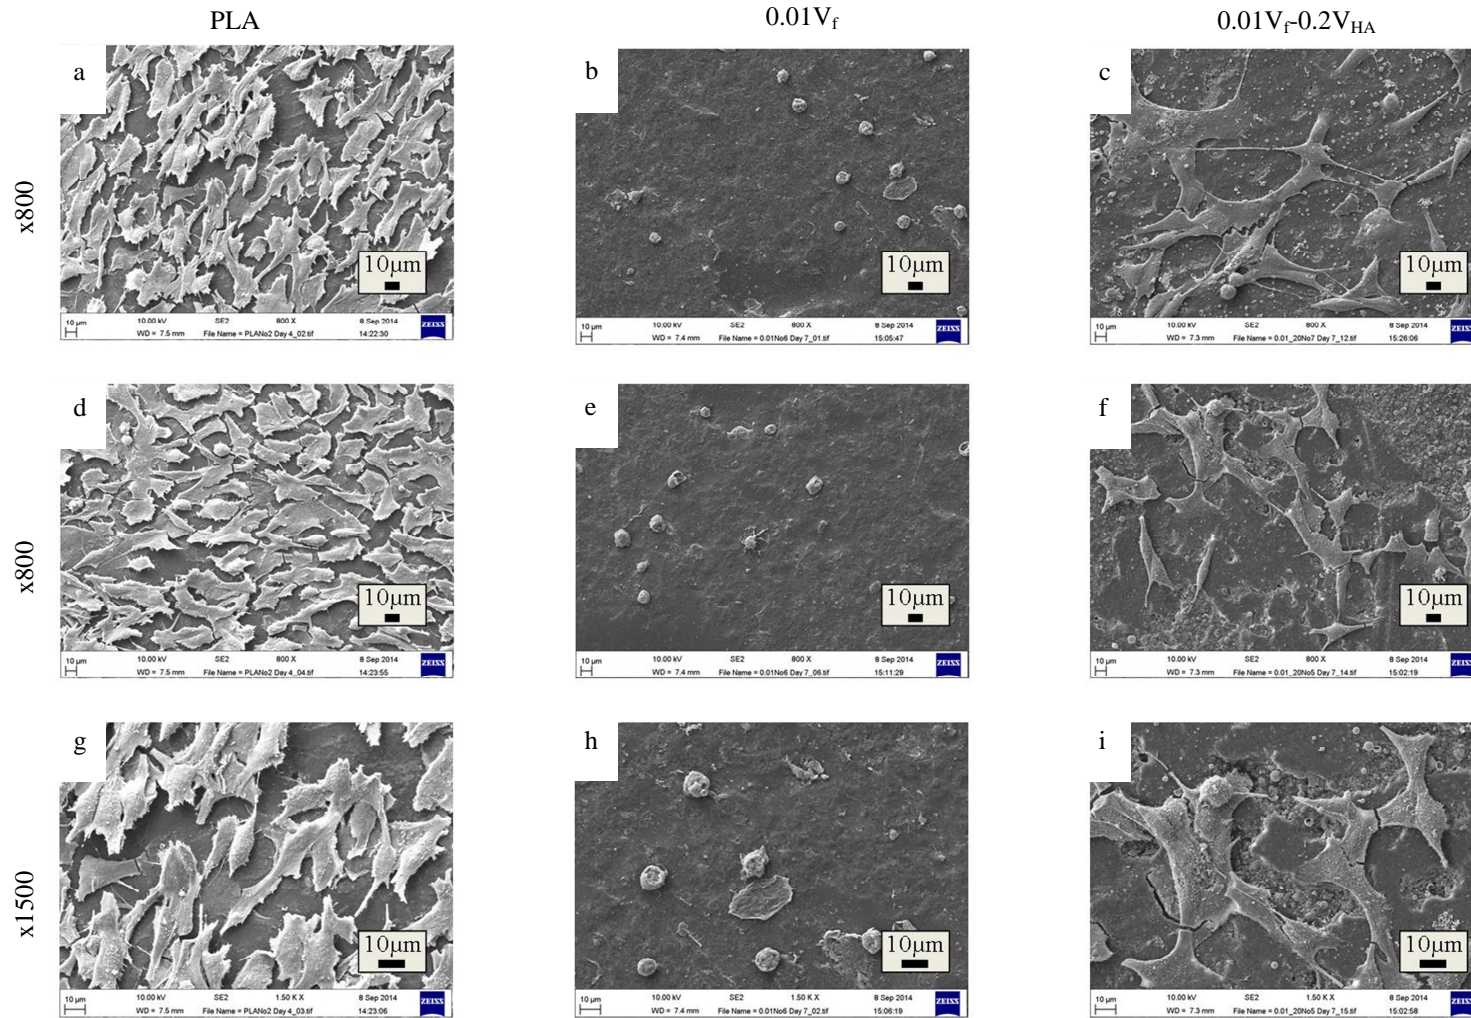 PLA
0.01Vf
0.01Vf-0.2VHA
x800
a
10μm
10 µm 10.00 kV SE2 800 X 8 Sep 2014
WD = 7.5 mm File Name = PLANo2 Day 4_02.tif 14:22:30
ZEISS
b
10μm
10 µm 10.00 kV SE2 800 X 8 Sep 2014
WD = 7.4 mm File Name = 0.01No6 Day 7_01.tif 15:05:47
ZEISS
c
10μm
10 µm 10.00 kV SE2 800 X 8 Sep 2014
WD = 7.3 mm File Name = 0.01_20No7 Day 7_12.tif 15:26:06
ZEISS
x800
d
10μm
10 µm 10.00 kV SE2 800 X 8 Sep 2014
WD = 7.5 mm File Name = PLANo2 Day 4_04.tif 14:23:55
ZEISS
e
10μm
10 µm 10.00 kV SE2 800 X 8 Sep 2014
WD = 7.4 mm File Name = 0.01No6 Day 7_06.tif 15:11:29
ZEISS
f
10μm
10 µm 10.00 kV SE2 800 X 8 Sep 2014
WD = 7.3 mm File Name = 0.01_20No5 Day 7_14.tif 15:02:19
ZEISS
x1500
g
10μm
10 µm 10.00 kV SE2 1.50 K X 8 Sep 2014
WD = 7.5 mm File Name = PLANo2 Day 4_03.tif 14:23:06
ZEISS
h
10μm
10 µm 10.00 kV SE2 1.50 K X 8 Sep 2014
WD = 7.4 mm File Name = 0.01No6 Day 7_02.tif 15:06:19
ZEISS
i
10μm
10 µm 10.00 kV SE2 1.50 K X 8 Sep 2014
WD = 7.3 mm File Name = 0.01_20No5 Day 7_15.tif 15:02:58
ZEISS